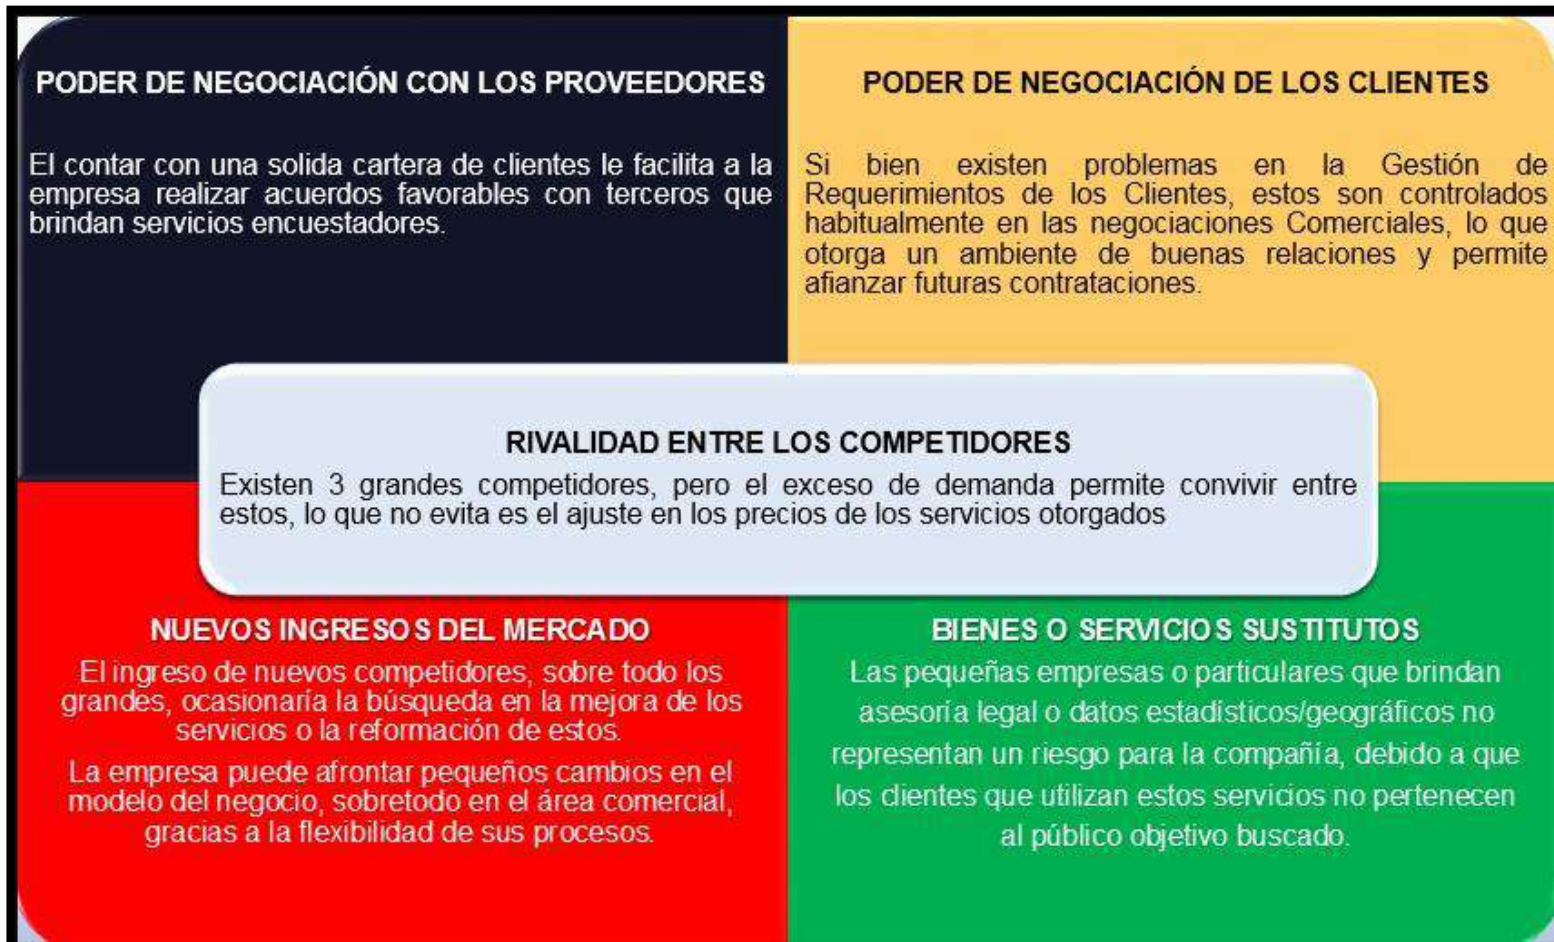 PODER DE NEGOCIACIÓN CON LOS PROVEEDORES
El contar con una solida cartera de clientes le facilita a la
empresa realizar acuerdos favorables con terceros que
brindan servicios encuestadores.
PODER DE NEGOCIACIÓN DE LOS CLIENTES
Si bien existen problemas en la Gestión de
Requerimientos de los Clientes, estos son controlados
habitualmente en las negociaciones Comerciales, lo que
otorga un ambiente de buenas relaciones y permite
afianzar futuras contrataciones.
RIVALIDAD ENTRE LOS COMPETIDORES
Existen 3 grandes competidores, pero el exceso de demanda permite convivir entre
estos, lo que no evita es el ajuste en los precios de los servicios otorgados
NUEVOS INGRESOS DEL MERCADO
El ingreso de nuevos competidores, sobre todo los
grandes, ocasionaría la búsqueda en la mejora de los
servicios o la reformación de estos.
La empresa puede afrontar pequeños cambios en el
modelo del negocio, sobretodo en el área comercial,
gracias a la flexibilidad de sus procesos.
BIENES O SERVICIOS SUSTITUTOS
Las pequeñas empresas o particulares que brindan
asesoría legal o datos estadísticos/geográficos no
representan un riesgo para la compañía, debido a que
los clientes que utilizan estos servicios no pertenecen
al público objetivo buscado.